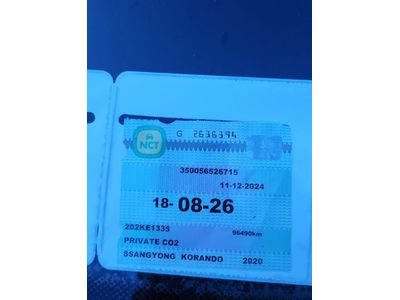 NCT
G 2636394
350056526715
11-12-2024
18-08-26
202KE1335 96490km
PRIVATE CO2
SSANGYONG KORANDO 2020